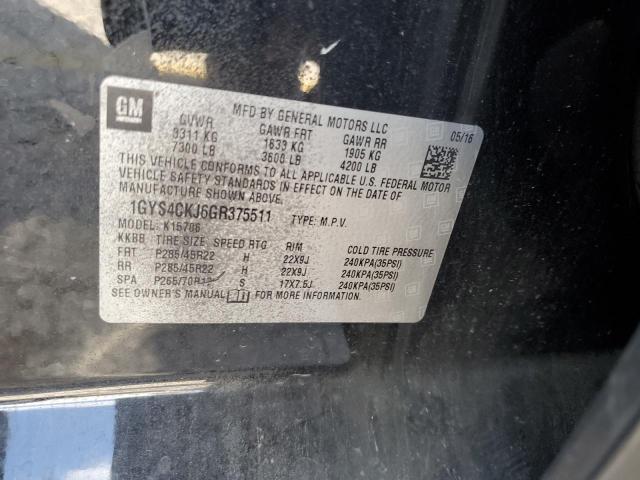 GM
MFD BY GENERAL MOTORS LLC
05/16
GVWR GAWR FRT GAWR RR
3311 KG 1633 KG 1905 KG
7300 LB 3600 LB 4200 LB
THIS VEHICLE CONFORMS TO ALL APPLICABLE U.S. FEDERAL MOTOR
VEHICLE SAFETY STANDARDS IN EFFECT ON THE DATE OF
MANUFACTURE SHOWN ABOVE.
1GYS4CKJ6GR375511 TYPE: M.P.V.
MODEL: K15706
KKBB TIRE SIZE SPEED RTG RIM COLD TIRE PRESSURE
FRT P285/45R22 H 22X9J 240KPA(35PSI)
RR P285/45R22 H 22X9J 240KPA(35PSI)
SPA P265/70R17 S 17X7.5J 240KPA(35PSI)
SEE OWNER'S MANUAL FOR MORE INFORMATION.